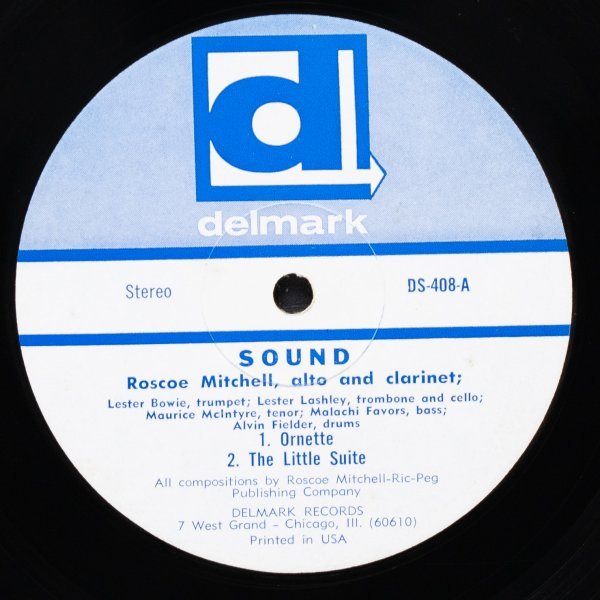 d
delmark
Stereo
DS-408-A
SOUND
Roscoe Mitchell, alto and clarinet;
Lester Bowie, trumpet; Lester Lashley, trombone and cello;
Maurice McIntyre, tenor; Malachi Favors, bass;
Alvin Fielder, drums
1. Ornette
2. The Little Suite
All compositions by Roscoe Mitchell-Ric-Peg
Publishing Company
DELMARK RECORDS
7 West Grand - Chicago, Ill. (60610)
Printed in USA